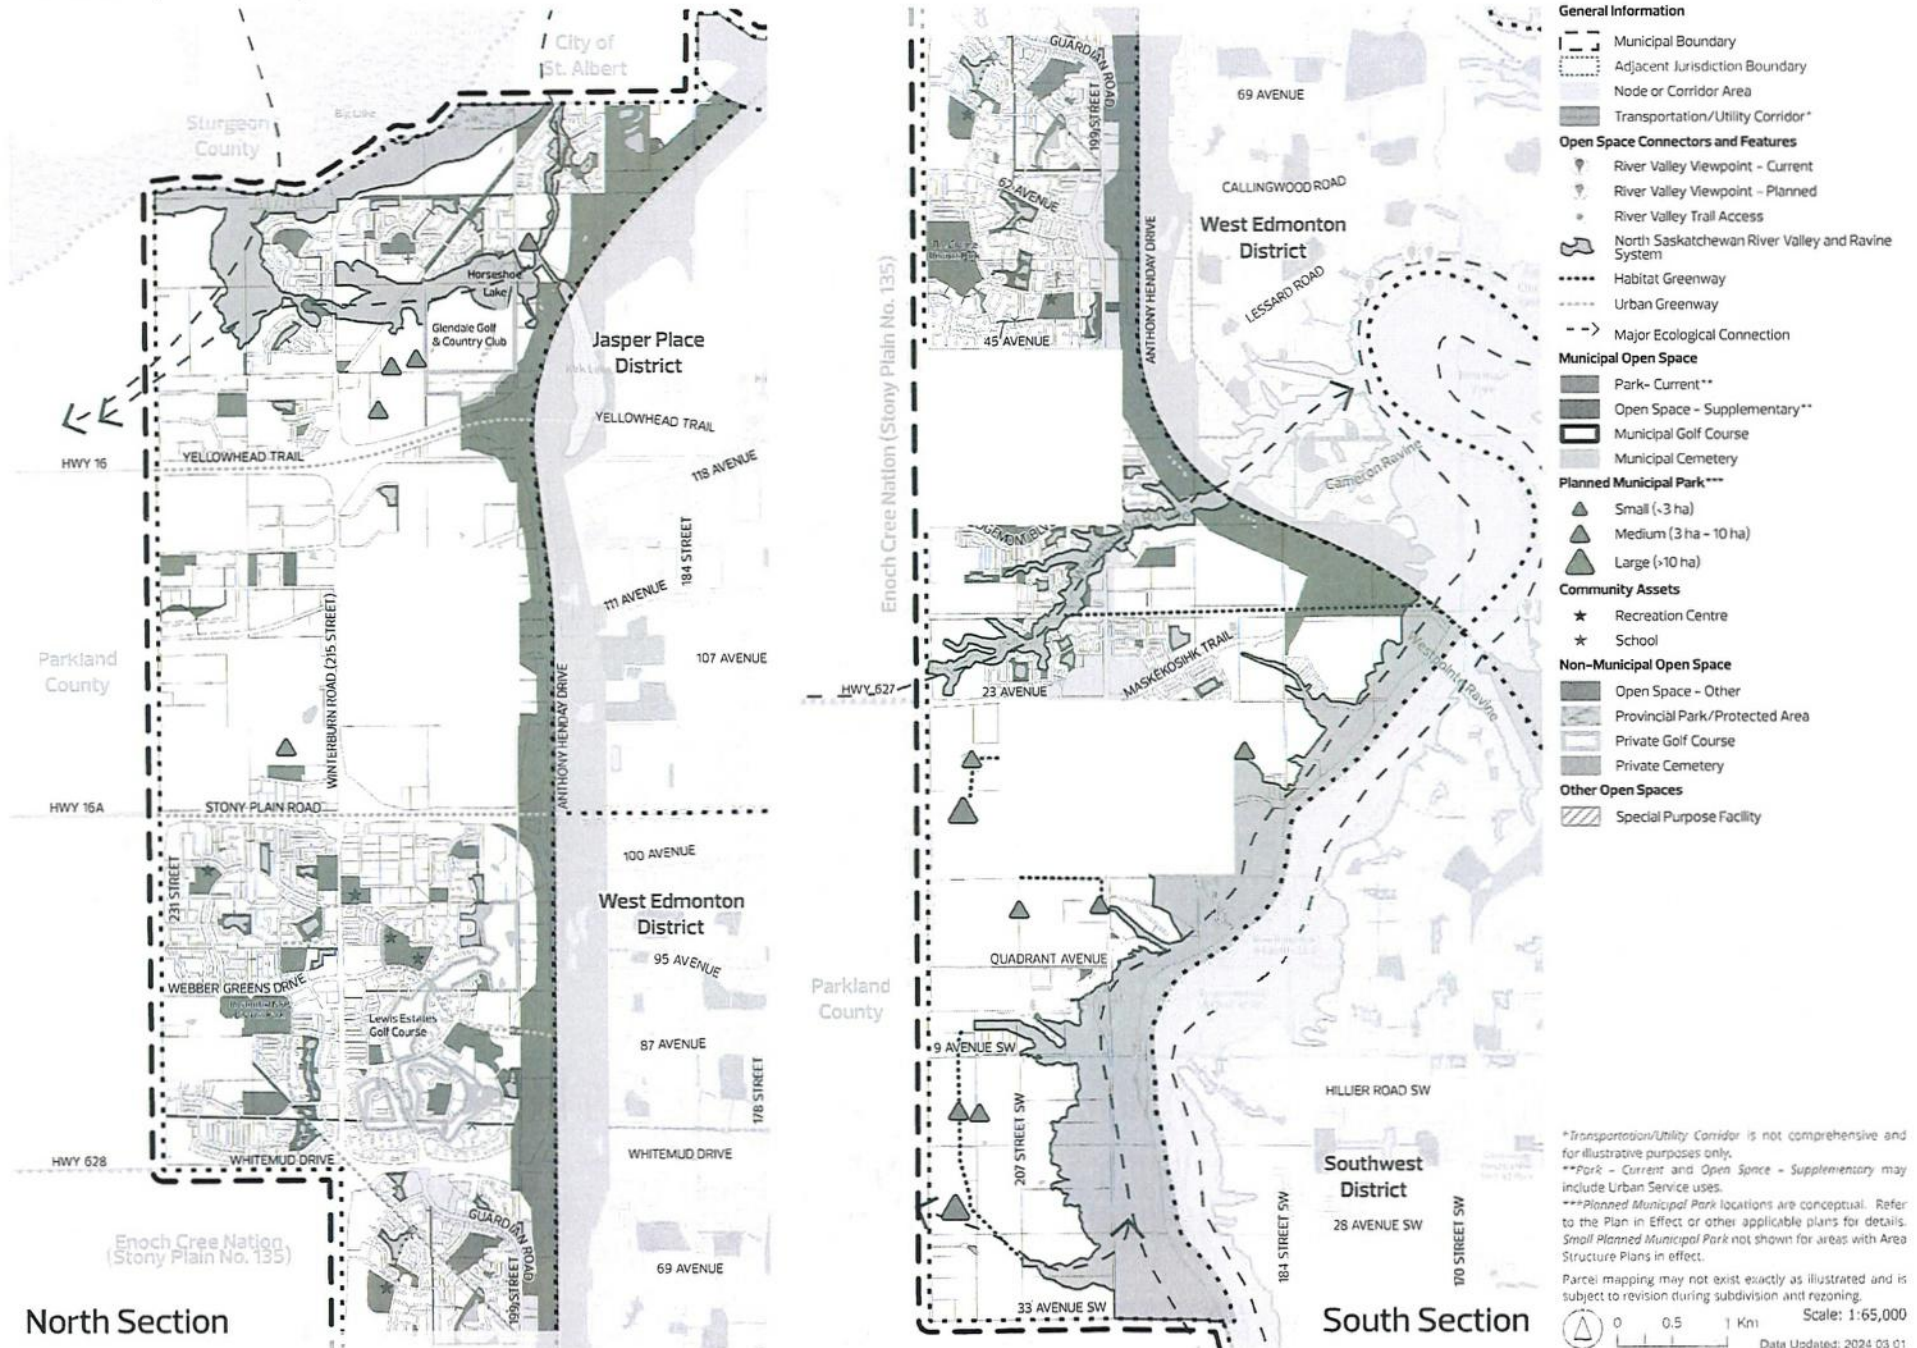 City of
St. Albert
Sturgeon
County
Big Lake
Horseshoe
Lake
Glendale Golf
& Country Club
Jasper Place
District
YELLOWHEAD TRAIL
HWY 16
YELLOWHEAD TRAIL
118 AVENUE
184 STREET
111 AVENUE
WINTERBURN ROAD (215 STREET)
Parkland
County
107 AVENUE
ANTHONY HENDAY DRIVE
HWY 16A
STONY PLAIN ROAD
100 AVENUE
231 STREET
West Edmonton
District
95 AVENUE
WEBBER GREENS DRIVE
Lewis Estates
Golf Course
87 AVENUE
178 STREET
HWY 628
WHITEMUD DRIVE
WHITEMUD DRIVE
Enoch Cree Nation
(Stony Plain No. 135)
GUARDIAN ROAD
199 STREET
69 AVENUE
North Section
GUARDIAN ROAD
199 STREET
69 AVENUE
62 AVENUE
CALLINGWOOD ROAD
West Edmonton
District
ANTHONY HENDAY DRIVE
LESSARD ROAD
45 AVENUE
Enoch Cree Nation (Stony Plain No. 135)
Cameron Ravine
MASKÊKOSIHK TRAIL
HWY 627
23 AVENUE
Ravine
Parkland
County
QUADRANT AVENUE
9 AVENUE SW
207 STREET SW
HILLIER ROAD SW
Southwest
District
184 STREET SW
28 AVENUE SW
170 STREET SW
33 AVENUE SW
South Section
General Information
Municipal Boundary
Adjacent Jurisdiction Boundary
Node or Corridor Area
Transportation/Utility Corridor*
Open Space Connectors and Features
River Valley Viewpoint - Current
River Valley Viewpoint - Planned
River Valley Trail Access
North Saskatchewan River Valley and Ravine
System
Habitat Greenway
Urban Greenway
Major Ecological Connection
Municipal Open Space
Park- Current**
Open Space - Supplementary**
Municipal Golf Course
Municipal Cemetery
Planned Municipal Park***
Small (<3 ha)
Medium (3 ha - 10 ha)
Large (>10 ha)
Community Assets
Recreation Centre
School
Non-Municipal Open Space
Open Space - Other
Provincial Park/Protected Area
Private Golf Course
Private Cemetery
Other Open Spaces
Special Purpose Facility
*Transportation/Utility Corridor is not comprehensive and
for illustrative purposes only.
**Park - Current and Open Space - Supplementary may
include Urban Service uses.
***Planned Municipal Park locations are conceptual. Refer
to the Plan in Effect or other applicable plans for details.
Small Planned Municipal Park not shown for areas with Area
Structure Plans in effect.
Parcel mapping may not exist exactly as illustrated and is
subject to revision during subdivision and rezoning.
Scale: 1:65,000
0 0.5 1 Km
Data Updated: 2024 03 01